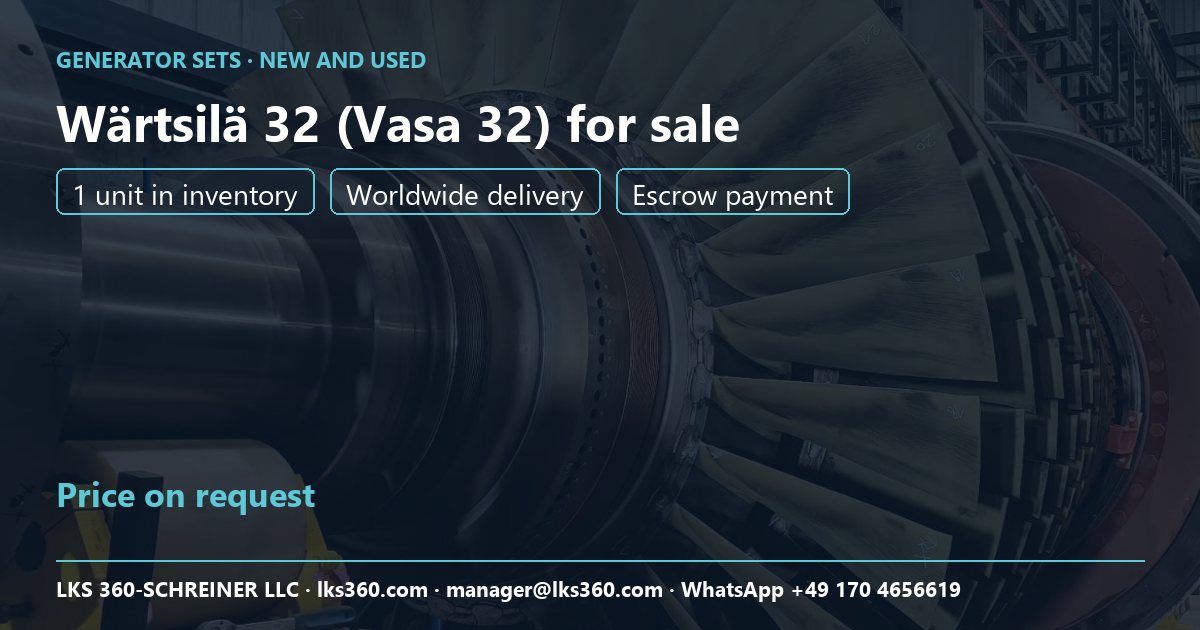 GENERATOR SETS · NEW AND USED
Wärtsilä 32 (Vasa 32) for sale
1 unit in inventory
Worldwide delivery
Escrow payment
Price on request
LKS 360-SCHREINER LLC · lks360.com · manager@lks360.com · WhatsApp +49 170 4656619